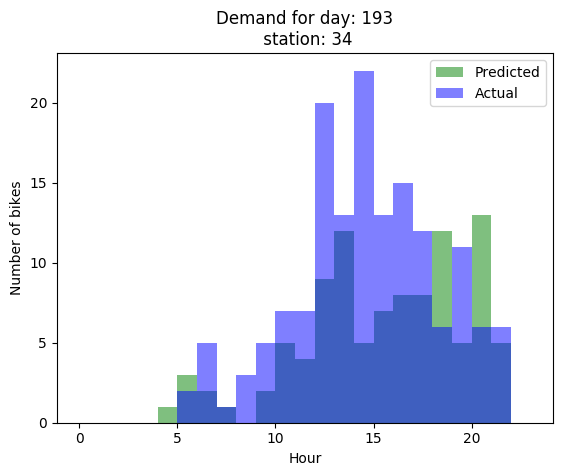 Demand for day: 193
station: 34
Predicted
Actual
Number of bikes
20
15
10
5
0
0
5
10
15
20
Hour